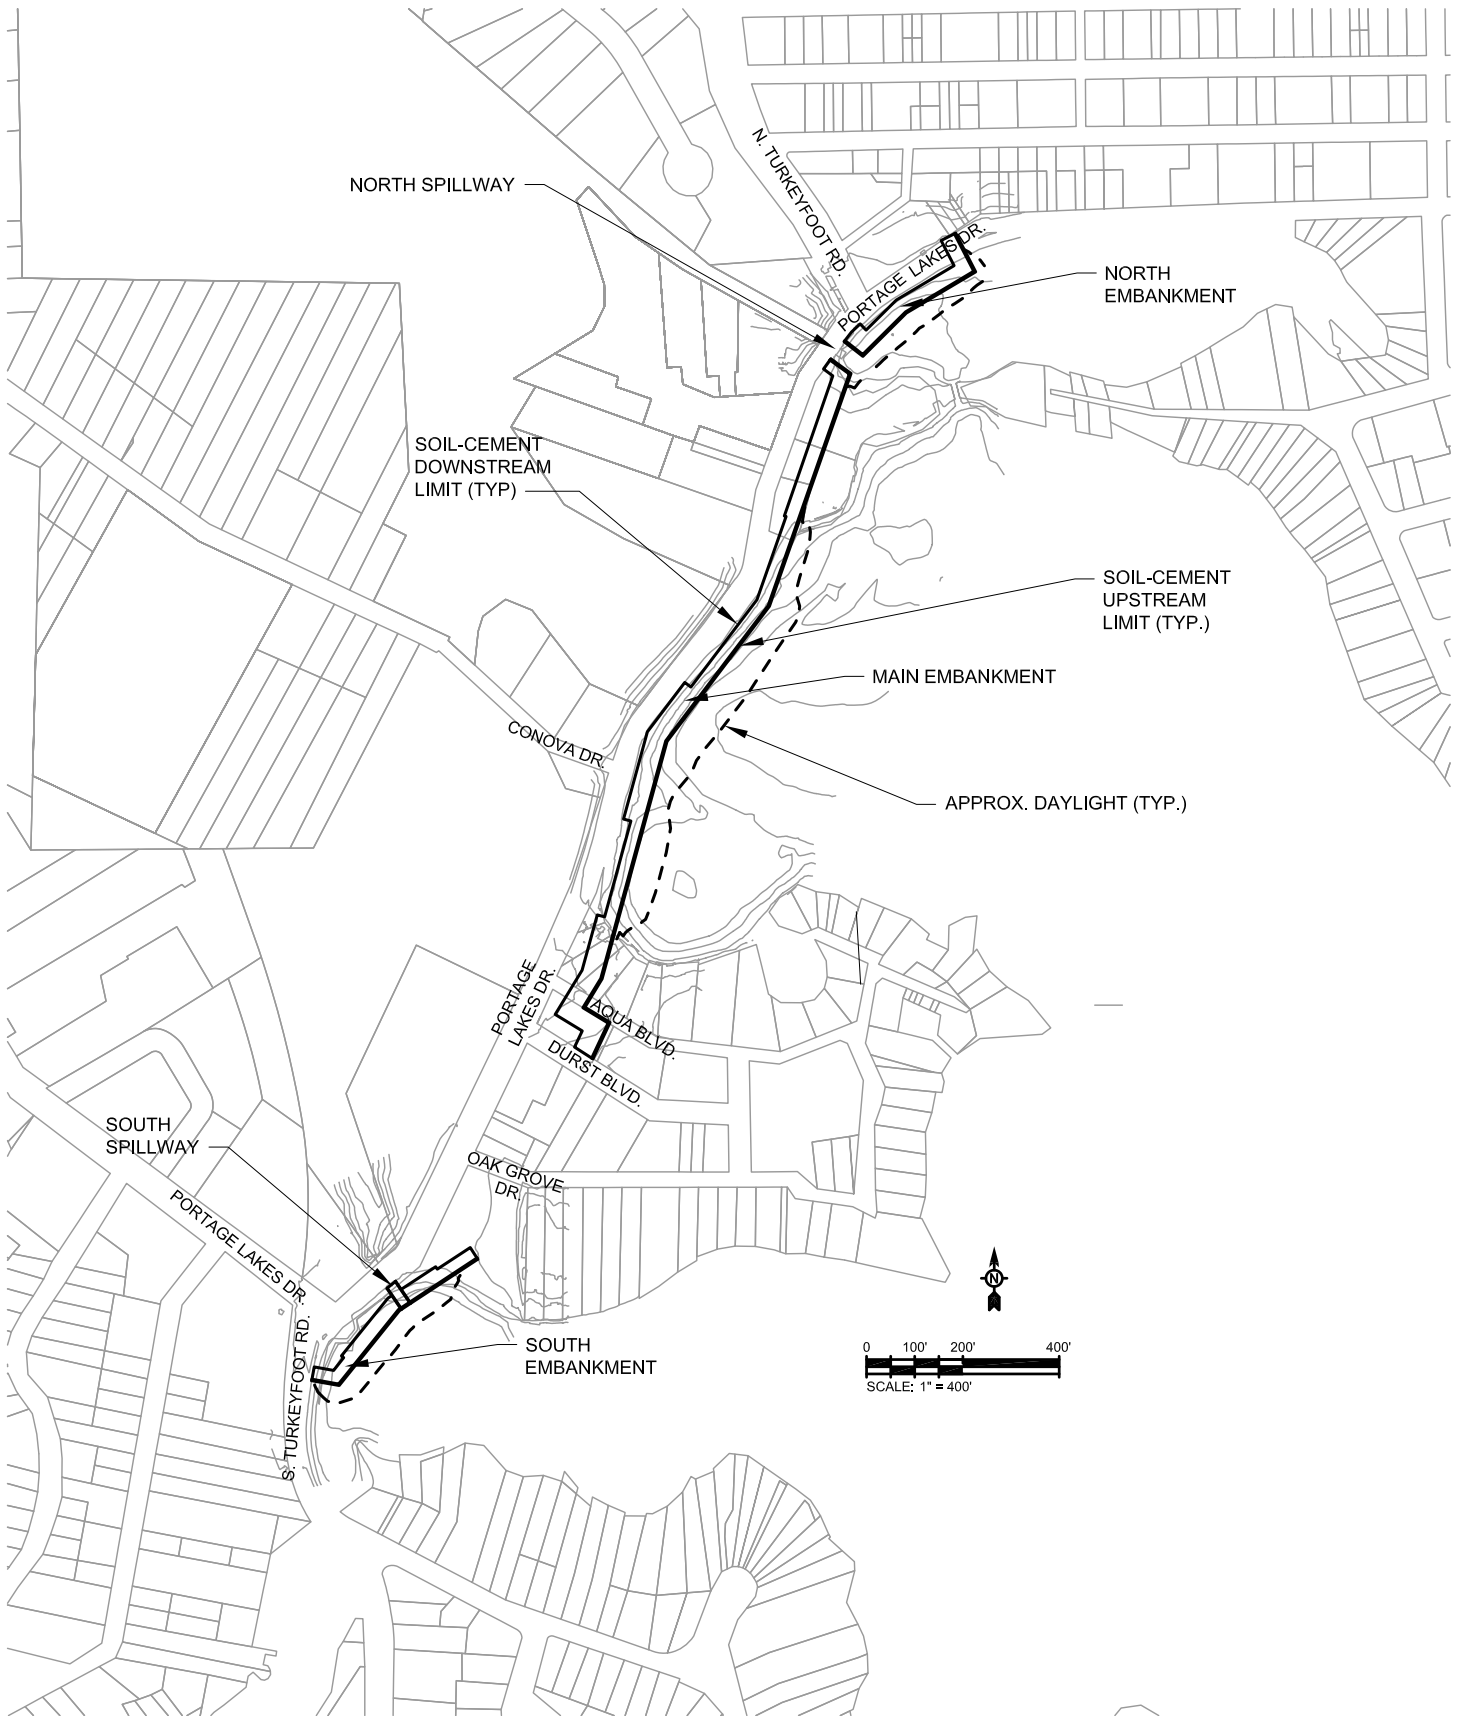 N. TURKEYFOOT RD.
NORTH SPILLWAY
PORTAGE LAKES DR.
NORTH
EMBANKMENT
SOIL-CEMENT
DOWNSTREAM
LIMIT (TYP)
SOIL-CEMENT
UPSTREAM
LIMIT (TYP.)
MAIN EMBANKMENT
CONOVA DR.
APPROX. DAYLIGHT (TYP.)
PORTAGE
LAKES DR.
AQUA BLVD.
DURST BLVD.
SOUTH
SPILLWAY
OAK GROVE
DR.
PORTAGE LAKES DR.
S. TURKEYFOOT RD.
SOUTH
EMBANKMENT
N
0 100' 200' 400'
SCALE: 1" = 400'